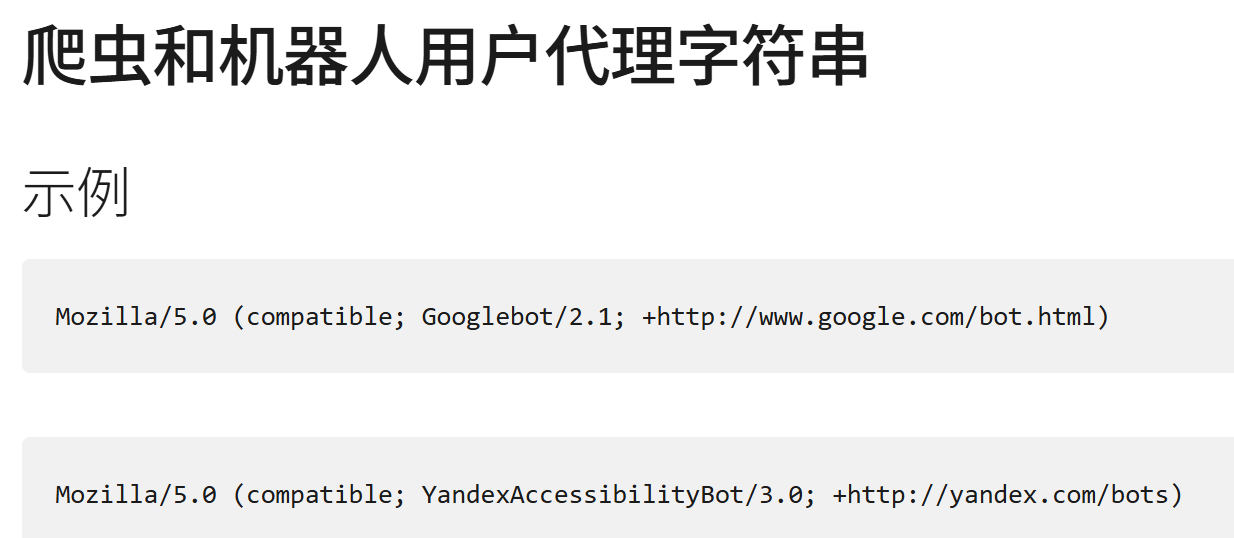 爬虫和机器人用户代理字符串
示例
Mozilla/5.0 (compatible; Googlebot/2.1; +http://www.google.com/bot.html)
Mozilla/5.0 (compatible; YandexAccessibilityBot/3.0; +http://yandex.com/bots)